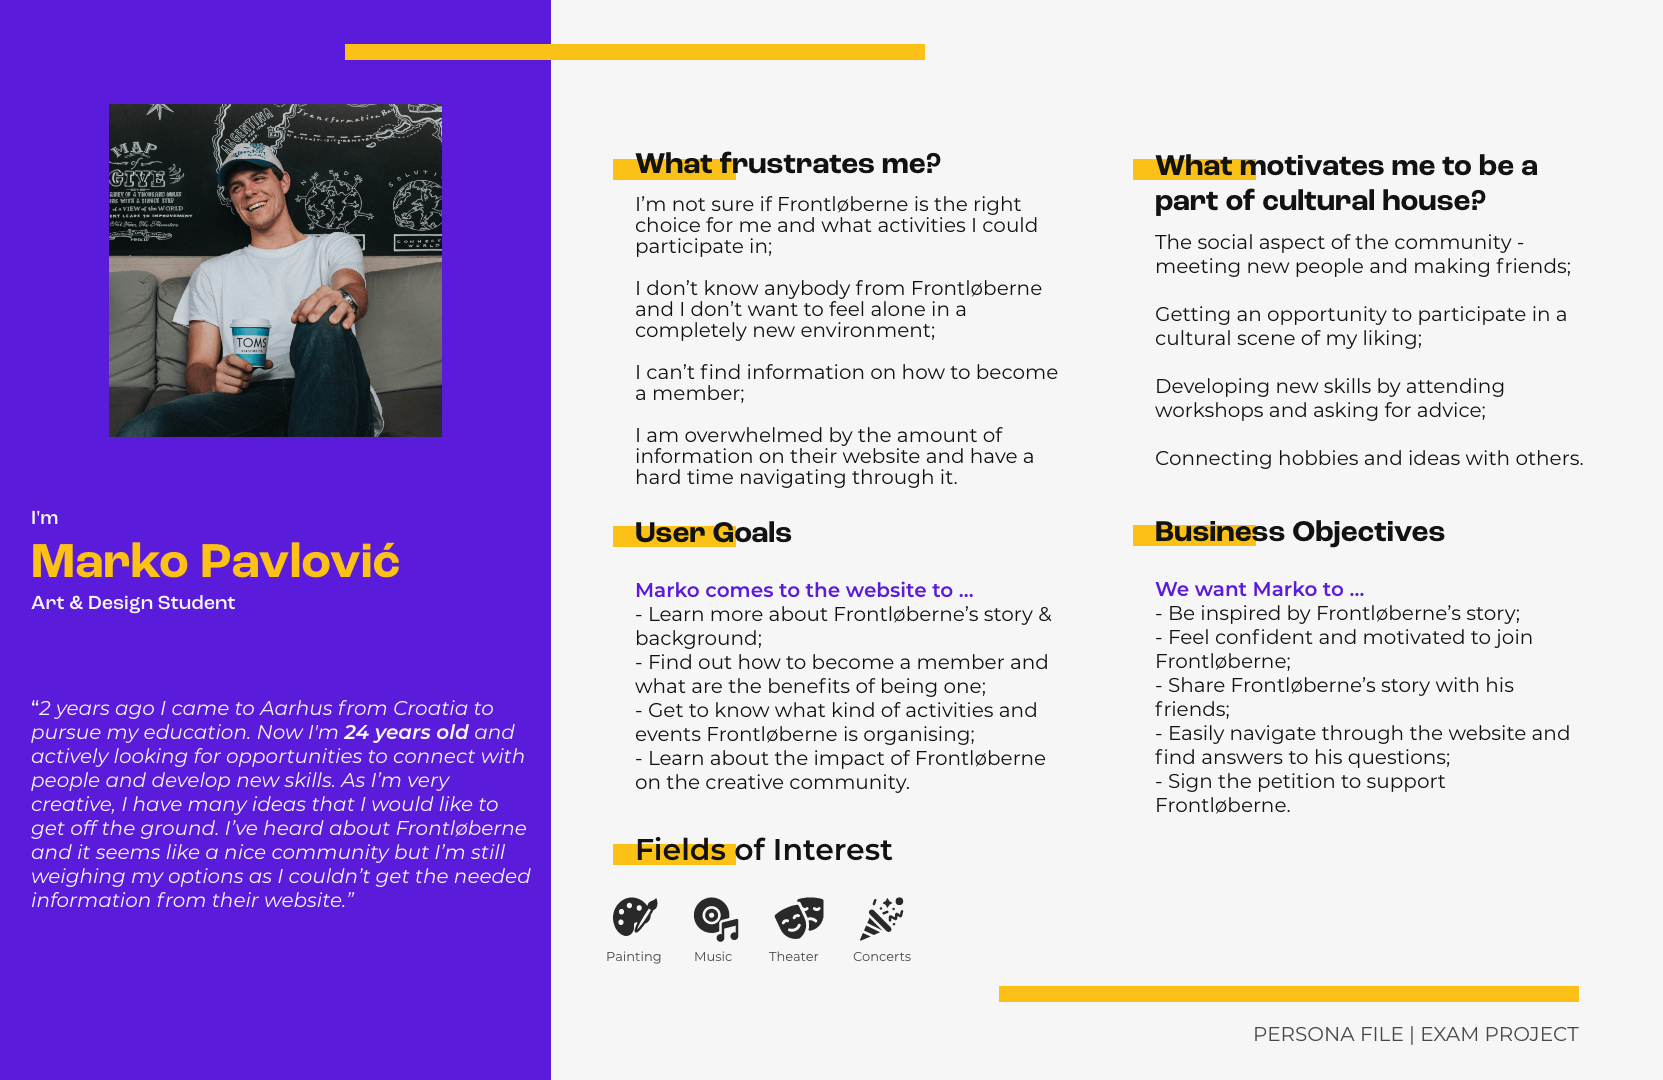 MAP
of
GIVE
ARGENTINA
Transformation Bay
SOLUTI
WORLD
TOMS
I'm
Marko Pavlović
Art & Design Student
“2 years ago I came to Aarhus from Croatia to
pursue my education. Now I'm 24 years old and
actively looking for opportunities to connect with
people and develop new skills. As I’m very
creative, I have many ideas that I would like to
get off the ground. I’ve heard about Frontløberne
and it seems like a nice community but I’m still
weighing my options as I couldn’t get the needed
information from their website.”
What frustrates me?
I’m not sure if Frontløberne is the right
choice for me and what activities I could
participate in;
I don’t know anybody from Frontløberne
and I don’t want to feel alone in a
completely new environment;
I can’t find information on how to become
a member;
I am overwhelmed by the amount of
information on their website and have a
hard time navigating through it.
User Goals
Marko comes to the website to ...
- Learn more about Frontløberne’s story &
background;
- Find out how to become a member and
what are the benefits of being one;
- Get to know what kind of activities and
events Frontløberne is organising;
- Learn about the impact of Frontløberne
on the creative community.
Fields of Interest
Painting
Music
Theater
Concerts
What motivates me to be a
part of cultural house?
The social aspect of the community -
meeting new people and making friends;
Getting an opportunity to participate in a
cultural scene of my liking;
Developing new skills by attending
workshops and asking for advice;
Connecting hobbies and ideas with others.
Business Objectives
We want Marko to ...
- Be inspired by Frontløberne’s story;
- Feel confident and motivated to join
Frontløberne;
- Share Frontløberne’s story with his
friends;
- Easily navigate through the website and
find answers to his questions;
- Sign the petition to support
Frontløberne.
PERSONA FILE | EXAM PROJECT